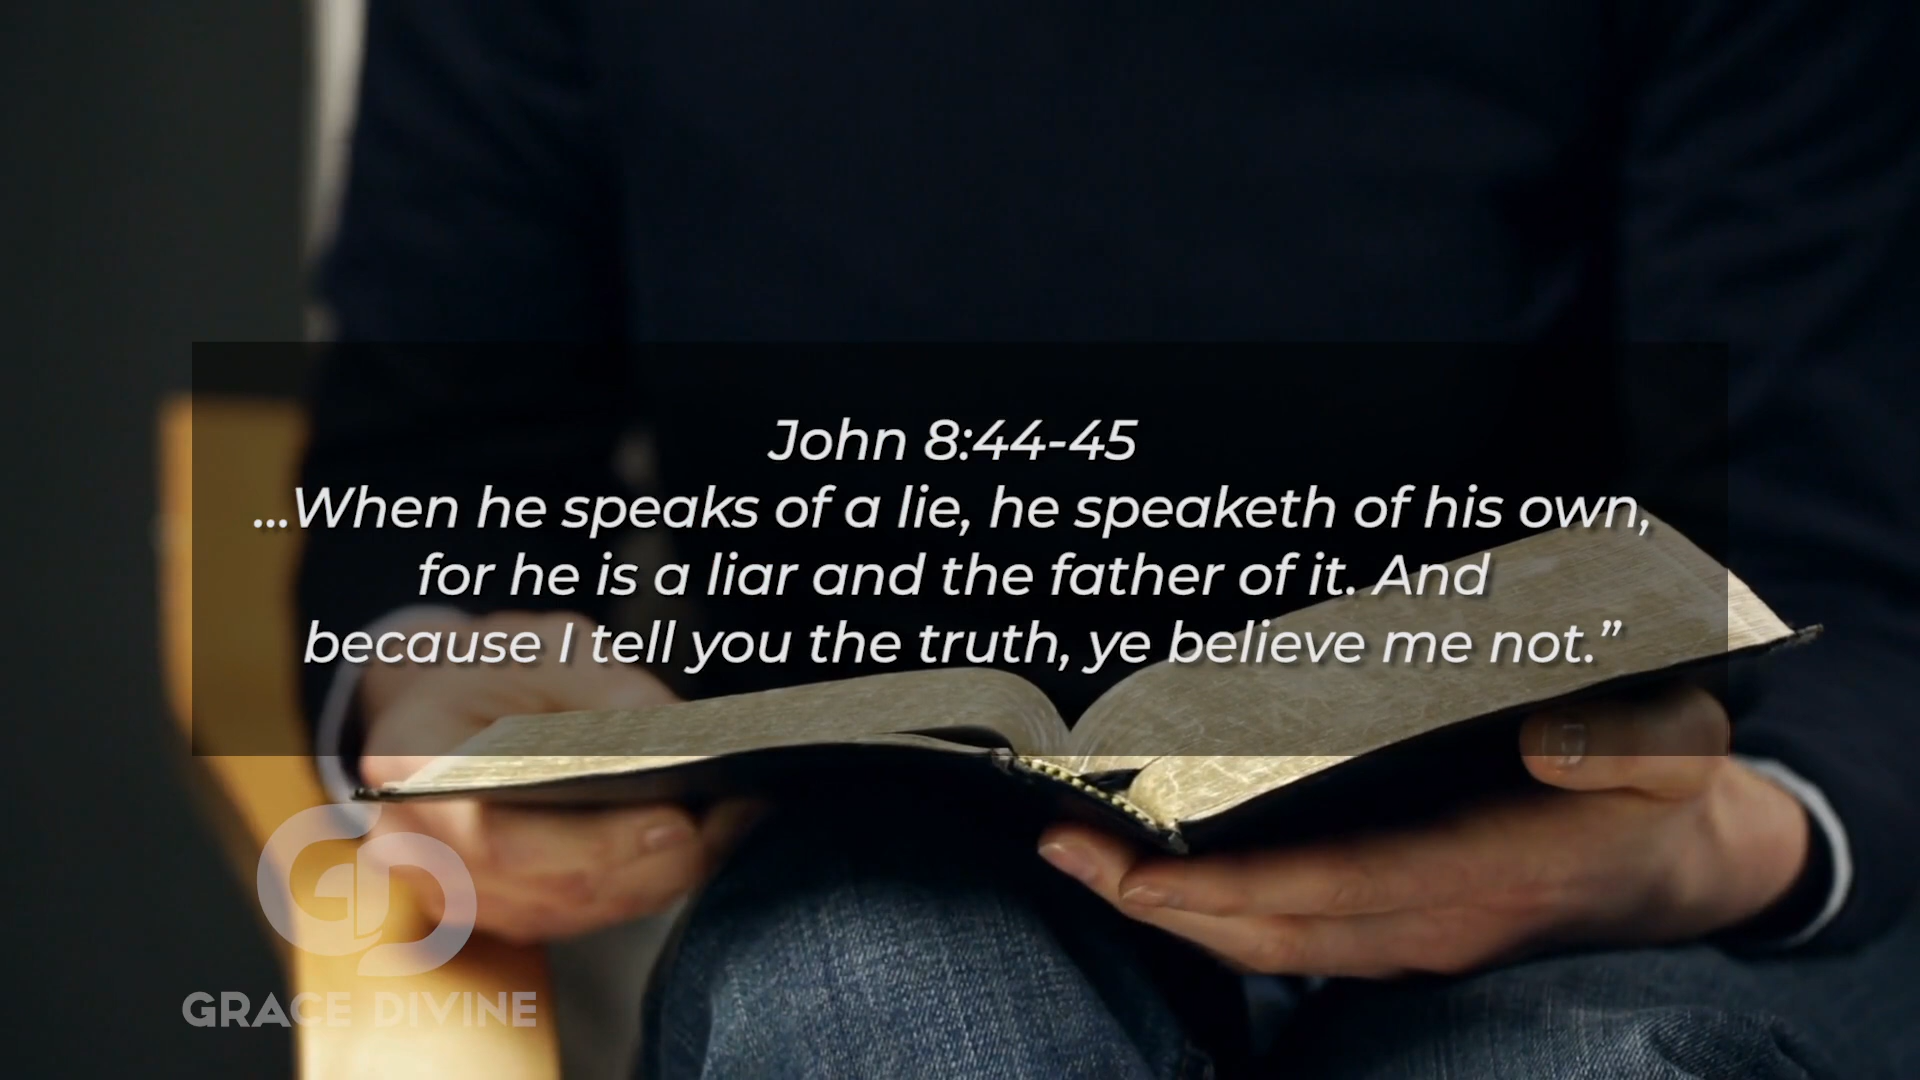 John 8:44-45
...When he speaks of a lie, he speaketh of his own,
for he is a liar and the father of it. And
because I tell you the truth, ye believe me not.”
GD
GRACE DIVINE